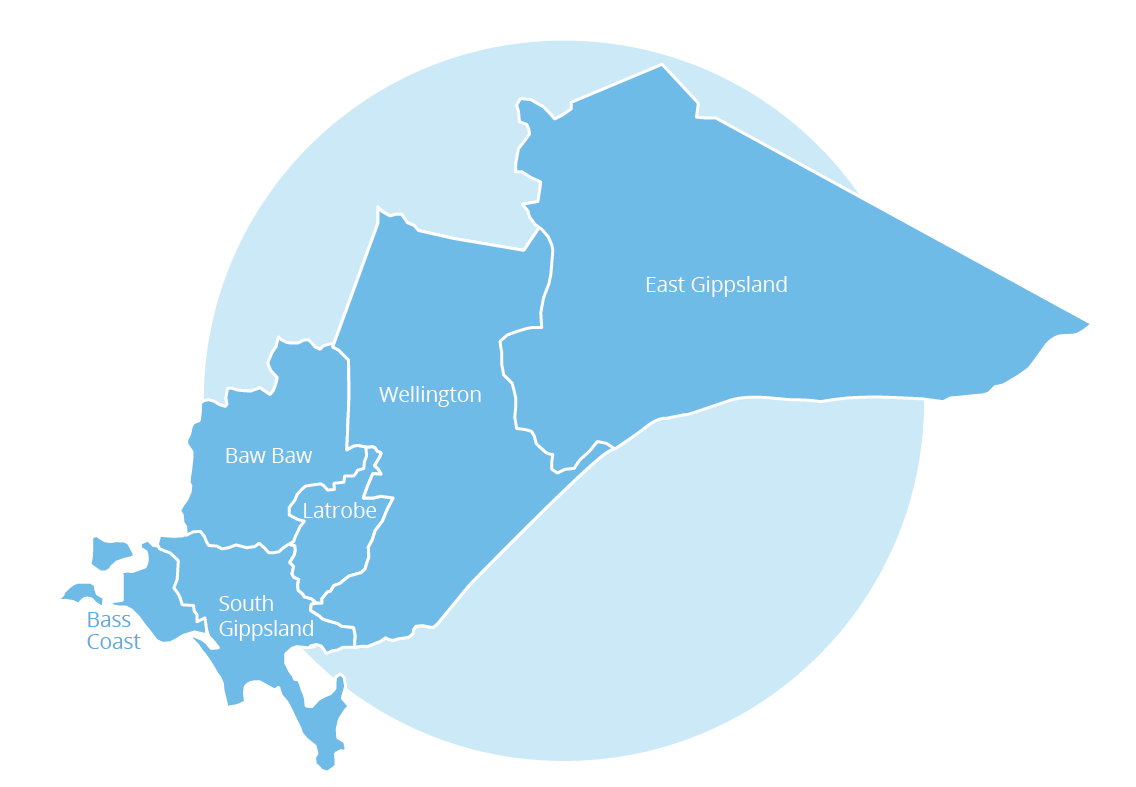 East Gippsland
Wellington
Baw Baw
Latrobe
South
Gippsland
Bass
Coast